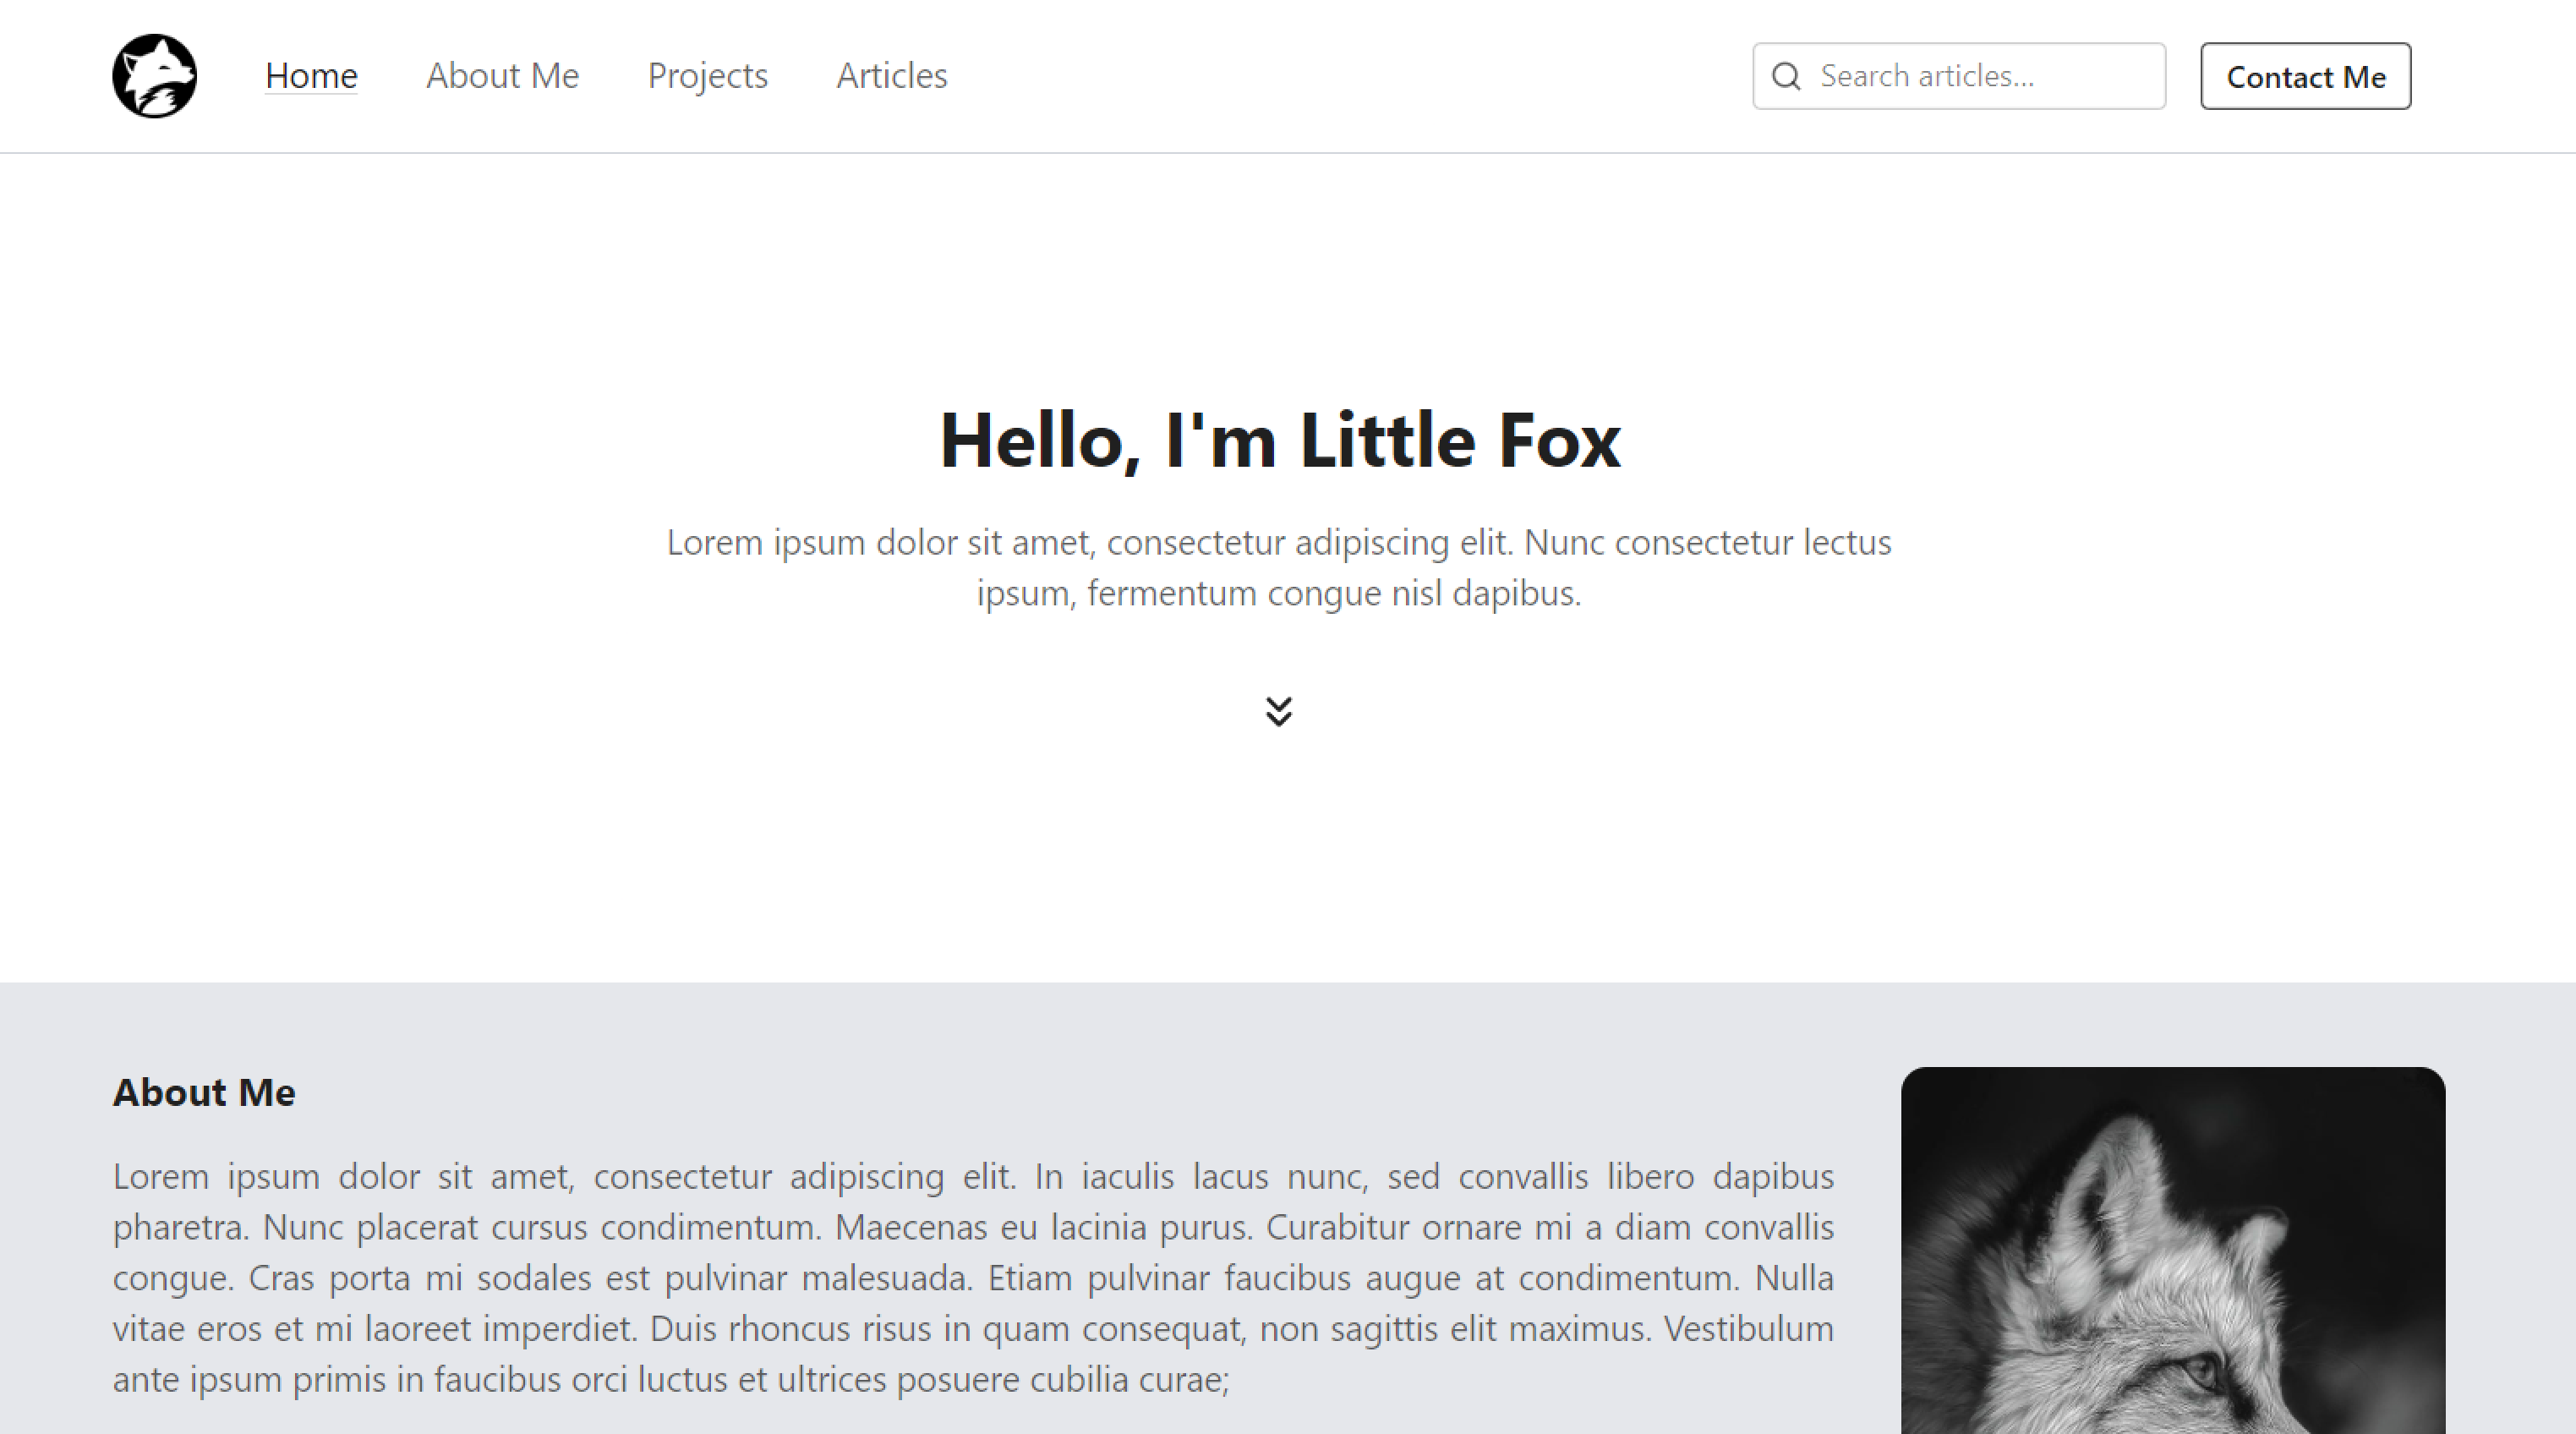 Home
About Me
Projects
Articles
Search articles...
Contact Me
Hello, I'm Little Fox
Lorem ipsum dolor sit amet, consectetur adipiscing elit. Nunc consectetur lectus
ipsum, fermentum congue nisl dapibus.
About Me
Lorem ipsum dolor sit amet, consectetur adipiscing elit. In iaculis lacus nunc, sed convallis libero dapibus
pharetra. Nunc placerat cursus condimentum. Maecenas eu lacinia purus. Curabitur ornare mi a diam convallis
congue. Cras porta mi sodales est pulvinar malesuada. Etiam pulvinar faucibus augue at condimentum. Nulla
vitae eros et mi laoreet imperdiet. Duis rhoncus risus in quam consequat, non sagittis elit maximus. Vestibulum
ante ipsum primis in faucibus orci luctus et ultrices posuere cubilia curae;